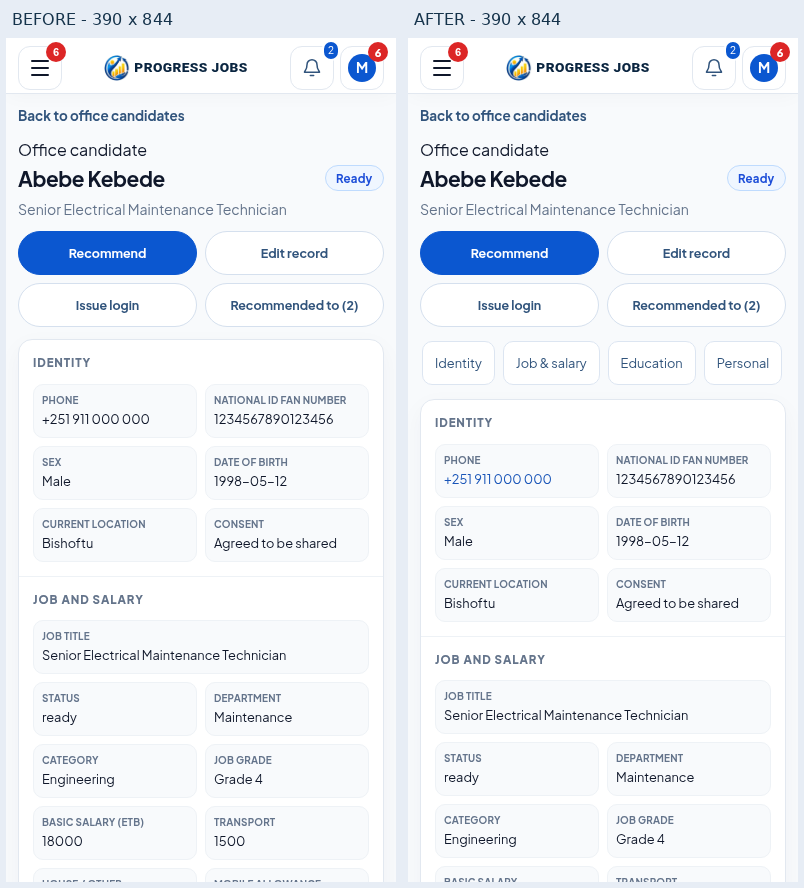 BEFORE - 390 x 844
6
PROGRESS JOBS
2
M
6
Back to office candidates
Office candidate
Abebe Kebede
Ready
Senior Electrical Maintenance Technician
Recommend
Edit record
Issue login
Recommended to (2)
IDENTITY
PHONE
NATIONAL ID FAN NUMBER
+251 911 000 000
1234567890123456
SEX
DATE OF BIRTH
Male
1998-05-12
CURRENT LOCATION
CONSENT
Bishoftu
Agreed to be shared
JOB AND SALARY
JOB TITLE
Senior Electrical Maintenance Technician
STATUS
DEPARTMENT
ready
Maintenance
CATEGORY
JOB GRADE
Engineering
Grade 4
BASIC SALARY (ETB)
TRANSPORT
18000
1500
AFTER - 390 x 844
6
PROGRESS JOBS
2
M
6
Back to office candidates
Office candidate
Abebe Kebede
Ready
Senior Electrical Maintenance Technician
Recommend
Edit record
Issue login
Recommended to (2)
Identity
Job & salary
Education
Personal
IDENTITY
PHONE
NATIONAL ID FAN NUMBER
+251 911 000 000
1234567890123456
SEX
DATE OF BIRTH
Male
1998-05-12
CURRENT LOCATION
CONSENT
Bishoftu
Agreed to be shared
JOB AND SALARY
JOB TITLE
Senior Electrical Maintenance Technician
STATUS
DEPARTMENT
ready
Maintenance
CATEGORY
JOB GRADE
Engineering
Grade 4